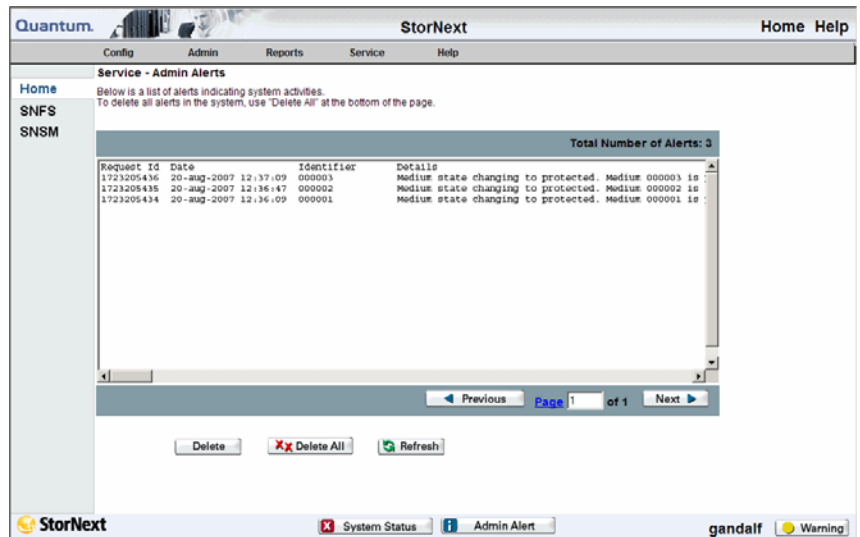 Quantum. StorNext Home Help
Config Admin Reports Service Help
Service - Admin Alerts
Home
SNFS
SNSM
Below is a list of alerts indicating system activities.
To delete all alerts in the system, use "Delete All" at the bottom of the page.
Total Number of Alerts: 3
Request Id Date Identifier Details
1723205436 20-aug-2007 12:37:09 000003 Medium state changing to protected. Medium 000003 is
1723205435 20-aug-2007 12:36:47 000002 Medium state changing to protected. Medium 000002 is
1723205434 20-aug-2007 12:36:09 000001 Medium state changing to protected. Medium 000001 is
Previous Page 1 of 1 Next
Delete Delete All Refresh
StorNext System Status Admin Alert gandalf Warning